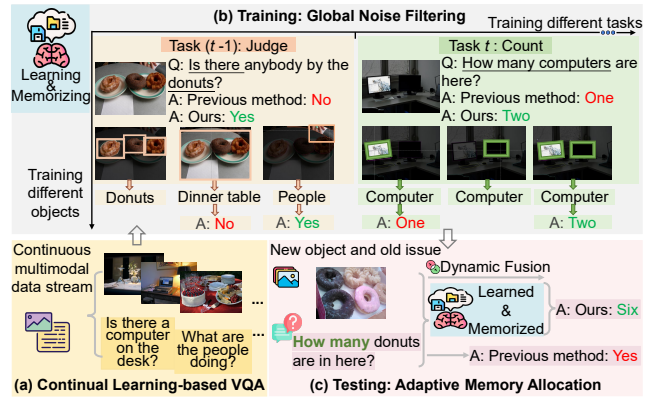 (b) Training: Global Noise Filtering
Training different tasks
Learning
&
Memorizing
Training
different
objects
Task (t -1): Judge
Q: Is there anybody by the
donuts?
A: Previous method: No
A: Ours: Yes
Donuts
Dinner table
People
A: No
A: Yes
Task t : Count
Q: How many computers are
here?
A: Previous method: One
A: Ours: Two
Computer
Computer
Computer
A: One
A: Two
Continuous
multimodal
data stream
...
Is there a
computer
on the
desk?
What are
the people
doing?
...
(a) Continual Learning-based VQA
New object and old issue
How many donuts
are in here?
Dynamic Fusion
Learned
&
Memorized
A: Ours: Six
A: Previous method: Yes
(c) Testing: Adaptive Memory Allocation